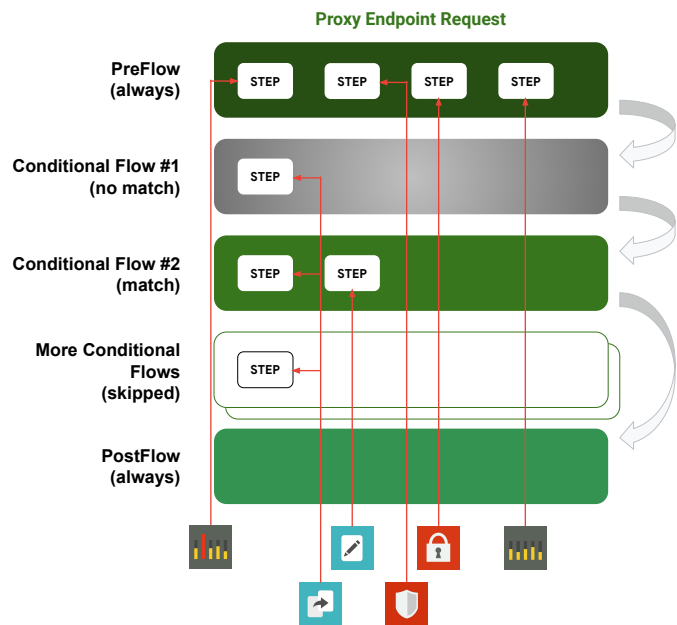 Proxy Endpoint Request
PreFlow
(always)
STEP STEP STEP STEP
Conditional Flow #1
(no match)
STEP
Conditional Flow #2
(match)
STEP STEP
More Conditional
Flows
(skipped)
STEP
PostFlow
(always)